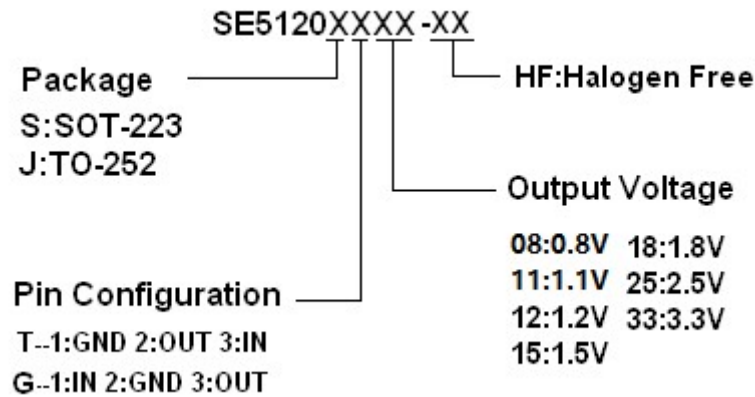 SE5120XXXX-XX
Package
S:SOT-223
J:TO-252
HF:Halogen Free
Output Voltage
08:0.8V 18:1.8V
11:1.1V 25:2.5V
12:1.2V 33:3.3V
15:1.5V
Pin Configuration
T--1:GND 2:OUT 3:IN
G--1:IN 2:GND 3:OUT